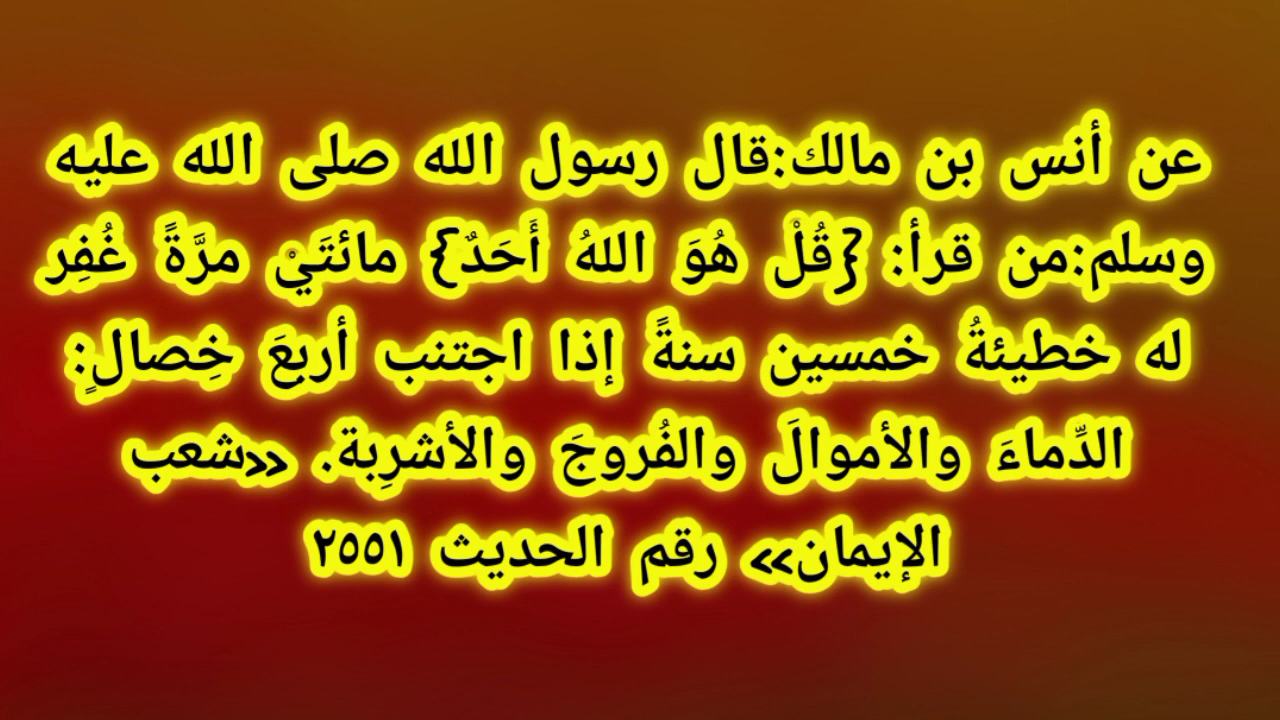 عن أنس بن مالك:قال رسول الله صلى الله عليه
وسلم:من قرأ: {قُلْ هُوَ اللهُ أَحَدٌ} مائتَيْ مرَّةً غُفِر
له خطيئةُ خمسين سنةً إذا اجتنب أربعَ خِصالٍ:
الدِّماءَ والأموالَ والفُروجَ والأشرِبة. «شعب
الإيمان» رقم الحديث ٢٥٥١